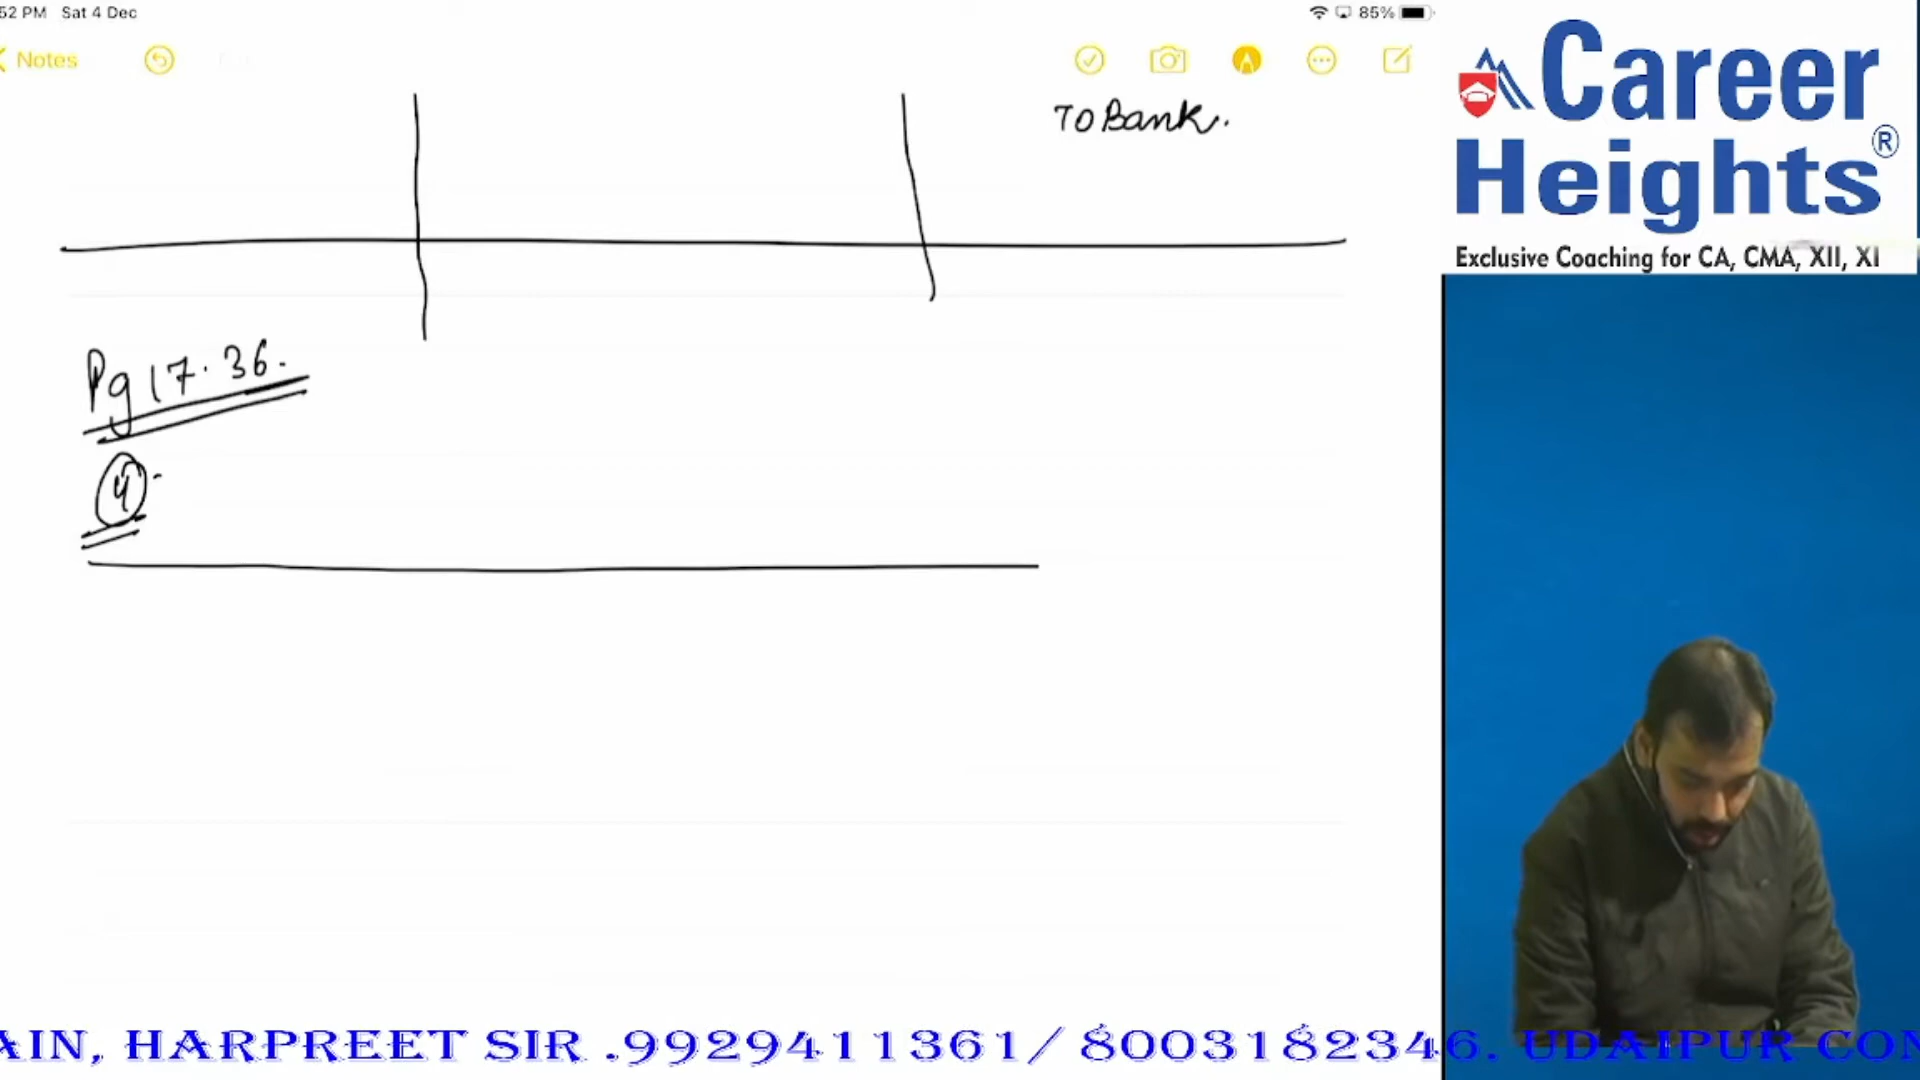 52 PM Sat 4 Dec
85%
Notes
To Bank.
Pg 17.36.
4
Career
Heights®
Exclusive Coaching for CA, CMA, XII, XI
AIN, HARPREET SIR .9929411361/ 8003182346. UDAIPUR CON